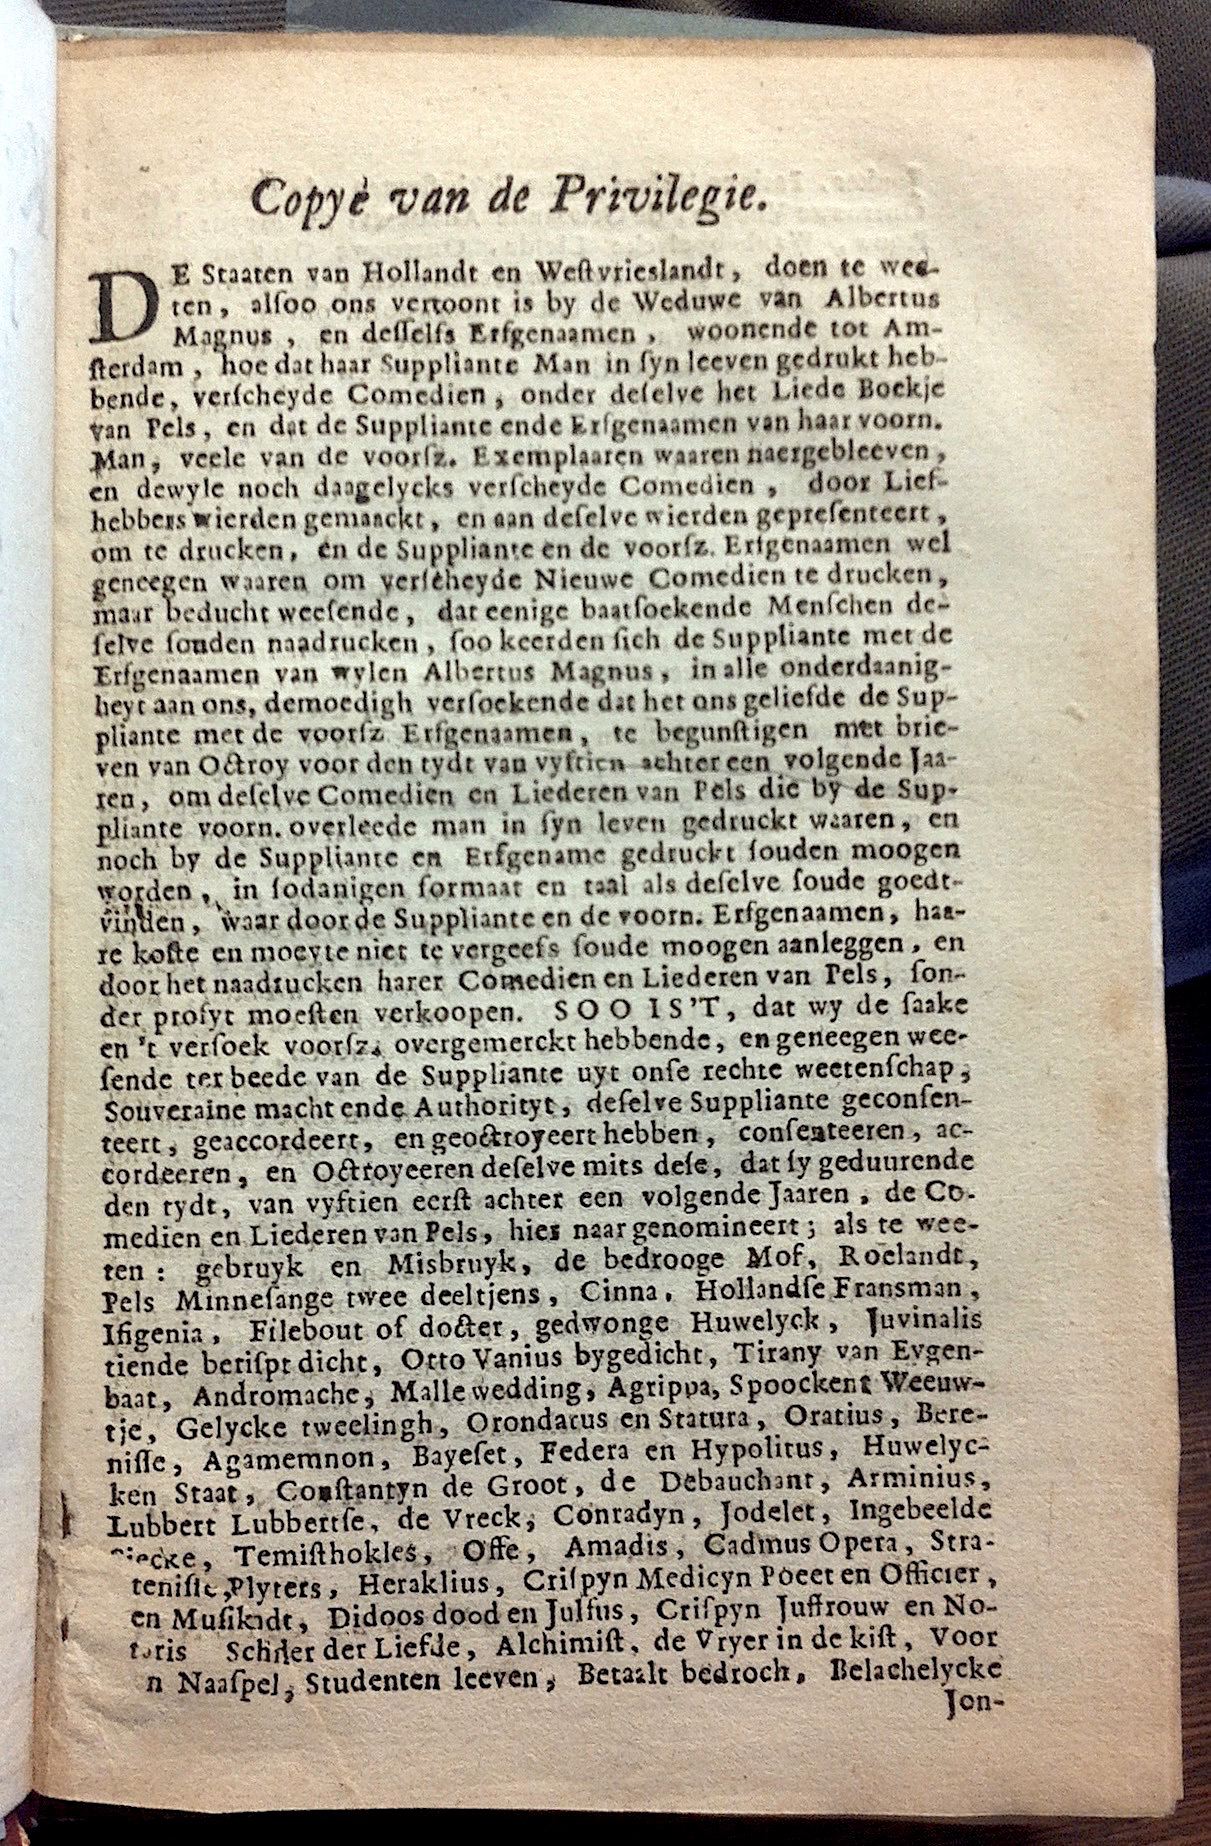 Copyè van de Privilegie.
DE Staaten van Hollandt en Weſtvrieslandt, doen te wee-
ten, alſoo ons vertoont is by de Weduwe van Albertus
Magnus, en deſſelfs Erfgenaamen, woonende tot Am-
ſterdam, hoe dat haar Suppliante Man in ſyn leeven gedrukt heb-
bende, verſcheyde Comedien, onder deſelve het Liede Boekje
van Pels, en dat de Suppliante ende Erfgenaamen van haar voorn.
Man, veele van de voorſz. Exemplaaren waaren naergebleeven,
en dewyle noch daagelycks verſcheyde Comedien, door Lief-
hebbers wierden gemaackt, en aan deſelve wierden gepreſenteert,
om te drucken, en de Suppliante en de voorſz. Erfgenaamen wel
geneegen waaren om verſcheyde Nieuwe Comedien te drucken,
maar beducht weeſende, dat eenige baatſoekende Menſchen de-
ſelve ſouden naadrucken, ſoo keerden ſich de Suppliante met de
Erfgenaamen van wylen Albertus Magnus, in alle onderdaanig-
heyt aan ons, demoedigh verſoekende dat het ons geliefde de Sup-
pliante met de voorſz Erfgenaamen, te begunſtigen met brie-
ven van Octroy voor den tydt van vyftien achter een volgende Jaa-
ren, om deſelve Comedien en Liederen van Pels die by de Sup-
pliante voorn. overleede man in ſyn leven gedruckt waaren, en
noch by de Suppliante en Erfgename gedruckt ſouden moogen
worden, in ſodanigen formaat en taal als deſelve ſoude goedt-
vinden, waar door de Suppliante en de voorn. Erfgenaamen, haa-
re koſte en moeyte niet te vergeefs ſoude moogen aanleggen, en
door het naadrucken harer Comedien en Liederen van Pels, ſon-
der profyt moeſten verkoopen. SOO IS'T, dat wy de ſaake
en 't verſoek voorſz. overgemerckt hebbende, en geneegen wee-
ſende ter beede van de Suppliante uyt onſe rechte weetenſchap,
Souveraine macht ende Authorityt, deſelve Suppliante geconſen-
teert, geaccordeert, en geoctroyeert hebben, conſenteeren, ac-
cordeeren, en Octroyeeren deſelve mits deſe, dat ſy geduurende
den tydt, van vyftien eerſt achter een volgende Jaaren, de Co-
medien en Liederen van Pels, hier naar genomineert; als te wee-
ten: gebruyk en Misbruyk, de bedrooge Mof, Roelandt,
Pels Minneſange twee deeltjens, Cinna, Hollandſe Fransman,
Ifigenia, Filebout of docter, gedwonge Huwelyck, Juvinalis
tiende beriſpt dicht, Otto Vanius bygedicht, Tirany van Eygen-
baat, Andromache, Malle wedding, Agrippa, Spoockent Weeuw-
tje, Gelycke tweelingh, Orondatus en Statura, Oratius, Bere-
niſſe, Agamemnon, Bayeſet, Federa en Hypolitus, Huwelyc-
ken Staat, Conſtantyn de Groot, de Debauchant, Arminius,
Lubbert Lubbertſe, de Vreck, Conradyn, Jodelet, Ingebeelde
Temiſthokles, Oſſe, Amadis, Cadmus Opera, Stra-
teniſſe, Plyters, Heraklius, Criſpyn Medicyn Poeet en Officier,
en Muſikadt, Didoos dood en Julfus, Criſpyn Juffrouw en No-
Schilder der Liefde, Alchimiſt, de Vryer in de kiſt, Voor
Naaſpel, Studenten leeven, Betaalt bedroch, Belachelycke
Jon-